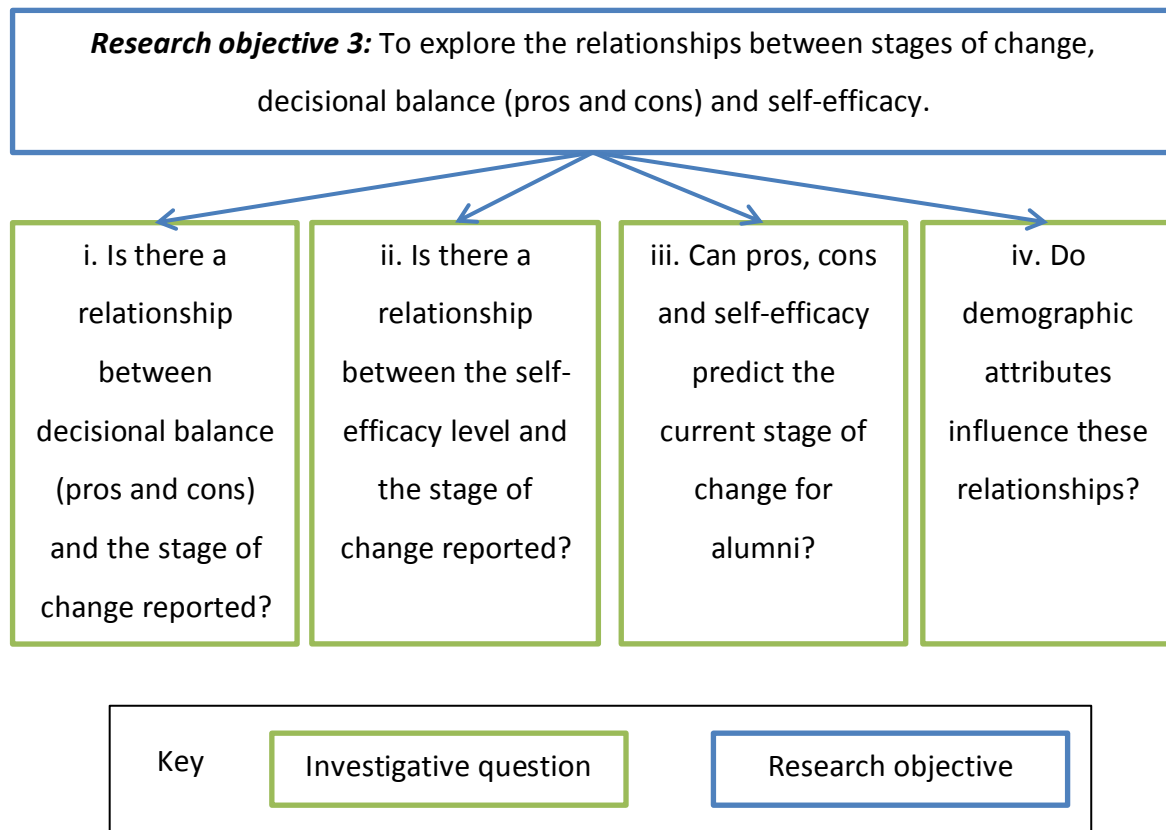 Research objective 3: To explore the relationships between stages of change,
decisional balance (pros and cons) and self-efficacy.
i. Is there a
relationship
between
decisional balance
(pros and cons)
and the stage of
change reported?
ii. Is there a
relationship
between the self-
efficacy level and
the stage of
change reported?
iii. Can pros, cons
and self-efficacy
predict the
current stage of
change for
alumni?
iv. Do
demographic
attributes
influence these
relationships?
Key
Investigative question
Research objective